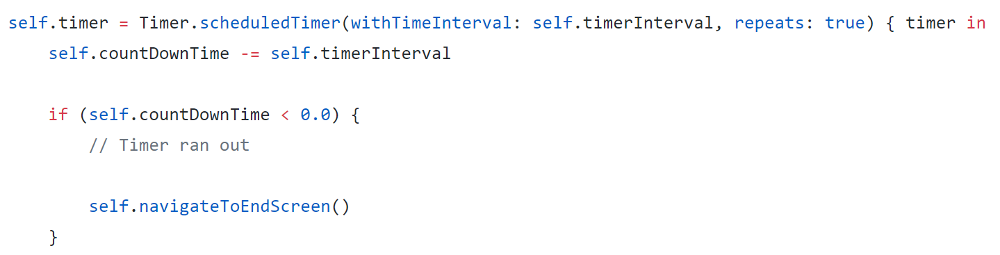 self.timer = Timer.scheduledTimer(withTimeInterval: self.timerInterval, repeats: true) { timer in
self.countDownTime -= self.timerInterval
if (self.countDownTime < 0.0) {
// Timer ran out
self.navigateToEndScreen()
}